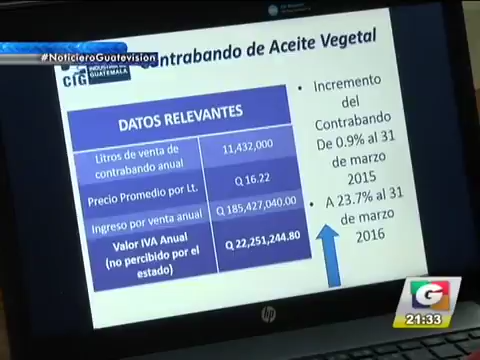 #NoticieroGuatevision
Contrabando de Aceite Vegetal
CIG
INDUSTRIA DE
GUATEMALA
DATOS RELEVANTES
Litros de venta de
contrabando anual
11,432,000
Precio Promedio por Lt.
Q 16.22
Ingreso por venta anual
Q 185,427,040.00
Valor IVA Anual
(no percibido por el
estado)
Q 22,251,244.80
• Incremento
del
Contrabando
De 0.9% al 31
de marzo
2015
• A 23.7% al 31
de marzo
2016
hp
G
21:33